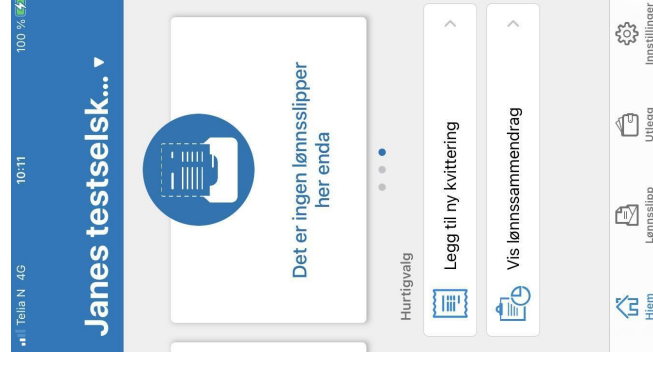 Telia N 4G 10:11 100 %
Janes testselsk...
Det er ingen lønnsslipper
her enda
Hurtigvalg
Legg til ny kvittering
Vis lønnssammendrag
Hjem Lønnsslipp Utlegg Innstillinger